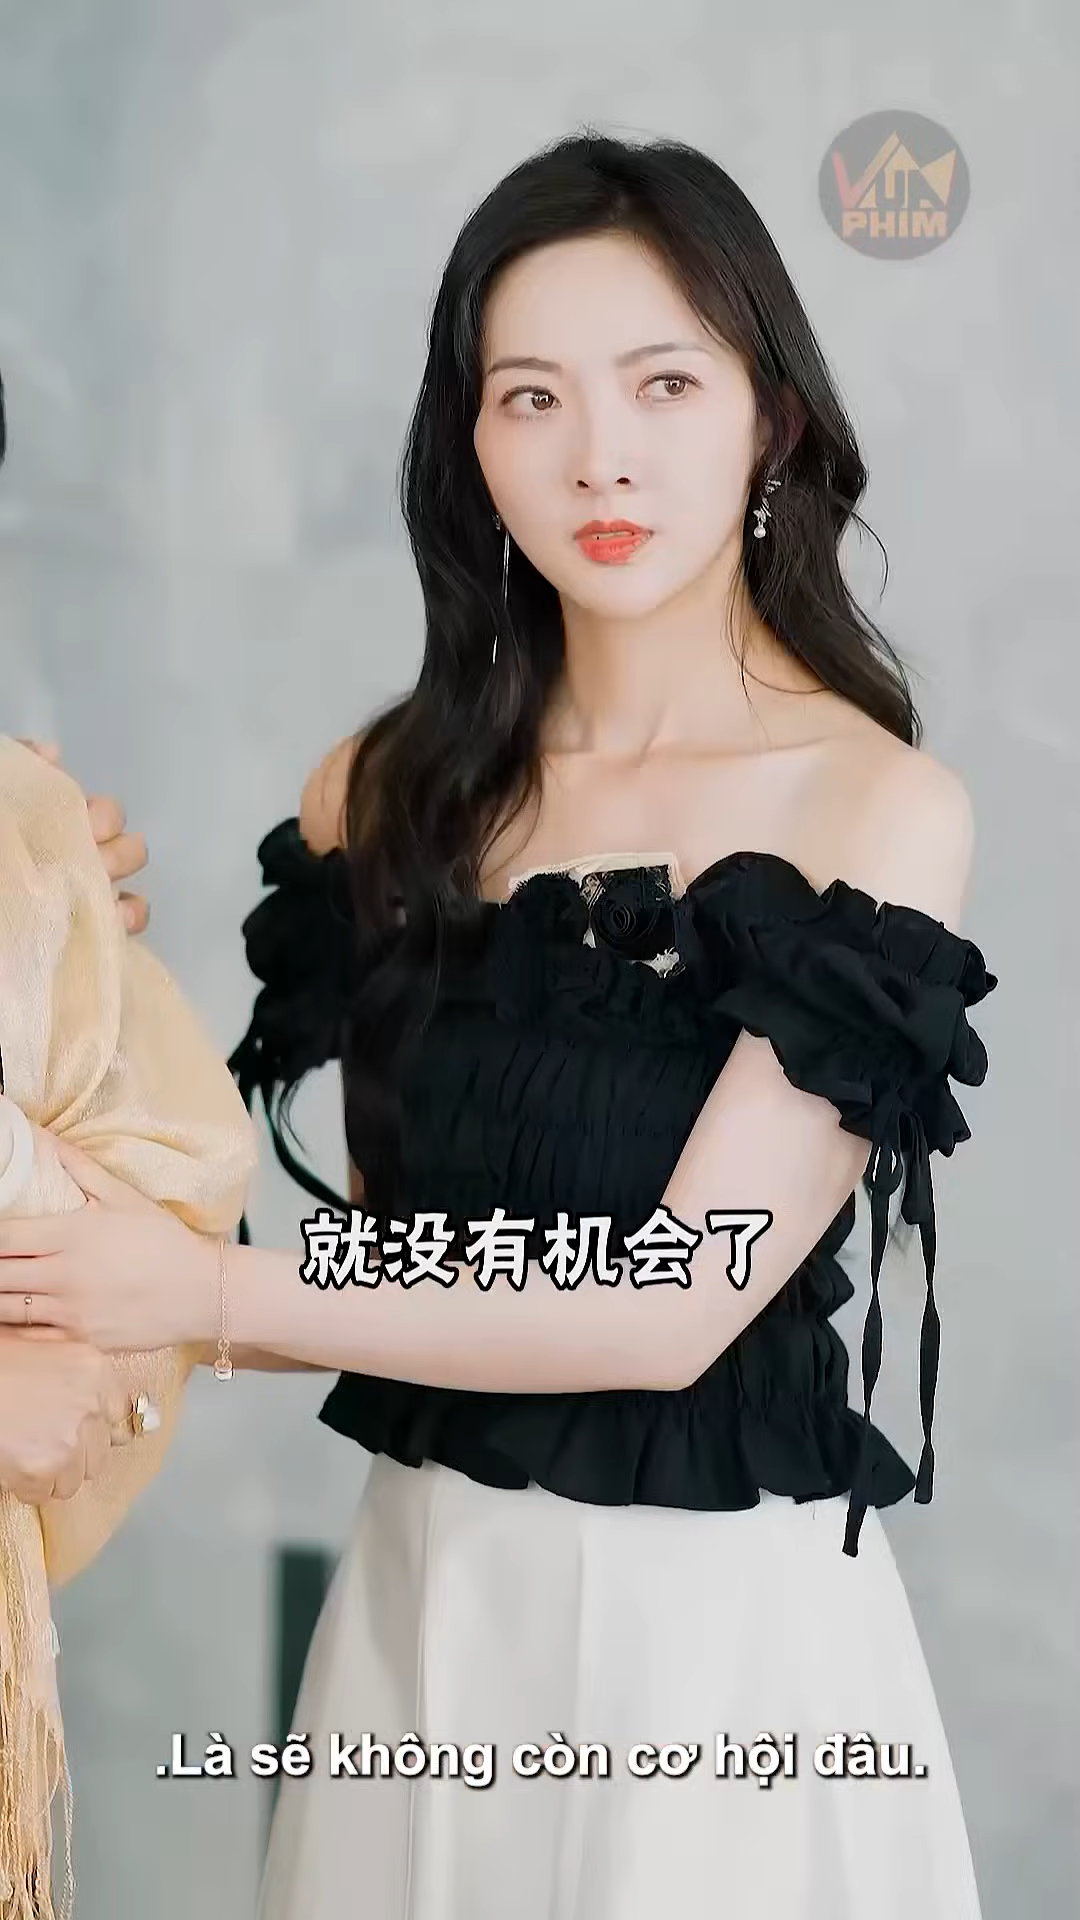 VUA
PHIM
就没有机会了
.Là sẽ không còn cơ hội đâu.